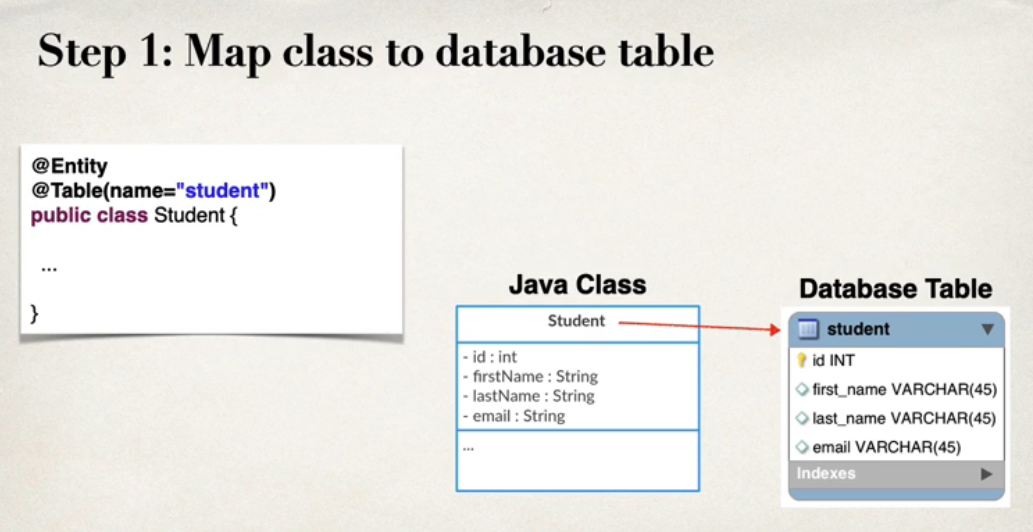 Step 1: Map class to database table
@Entity
@Table(name="student")
public class Student {
...
}
Java Class
Student
- id : int
- firstName : String
- lastName : String
- email : String
...
Database Table
student
id INT
first_name VARCHAR(45)
last_name VARCHAR(45)
email VARCHAR(45)
Indexes